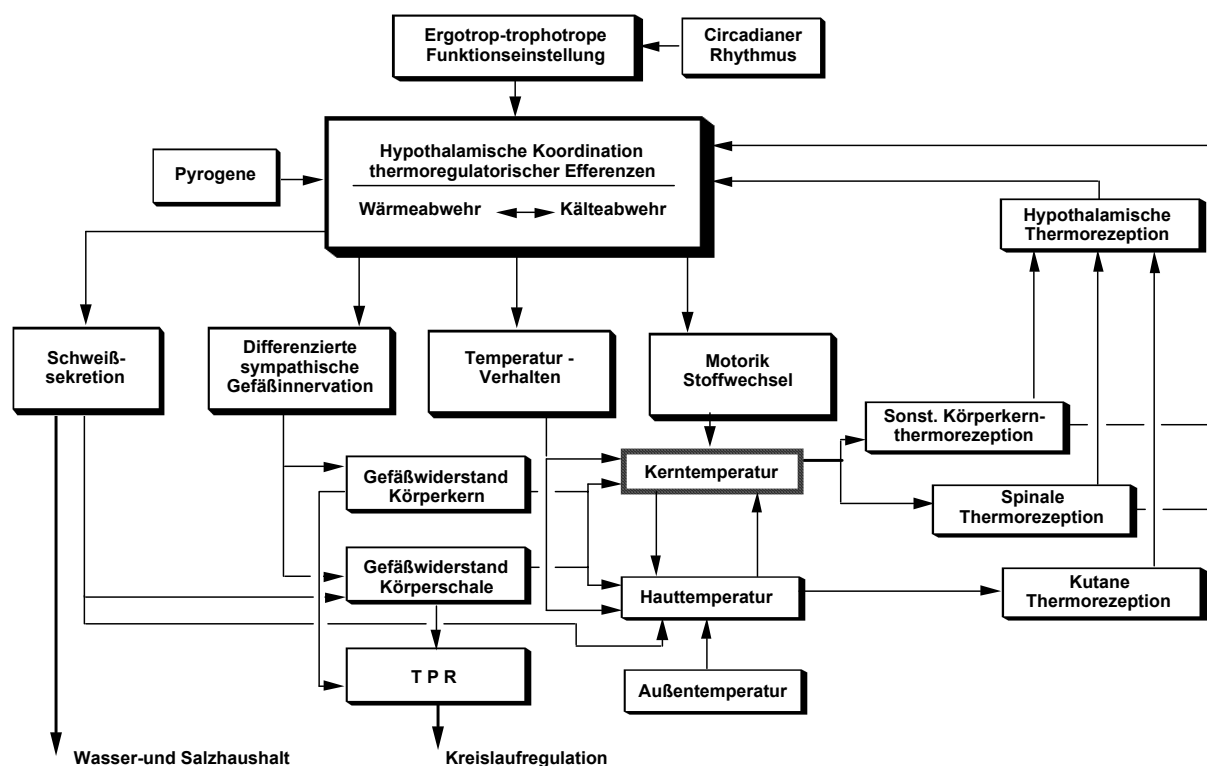 Ergotrop-trophotrope
Funktionseinstellung
Circadianer
Rhythmus
Hypothalamische Koordination
thermoregulatorischer Efferenzen
Wärmeabwehr
Kälteabwehr
Pyrogene
Hypothalamische
Thermorezeption
Schweiß-
sekretion
Differenzierte
sympathische
Gefäßinnervation
Temperatur -
Verhalten
Motorik
Stoffwechsel
Sonst. Körperkern-
thermorezeption
Kerntemperatur
Gefäßwiderstand
Körperkern
Spinale
Thermorezeption
Gefäßwiderstand
Körperschale
Hauttemperatur
Kutane
Thermorezeption
T P R
Außentemperatur
Wasser-und Salzhaushalt
Kreislaufregulation